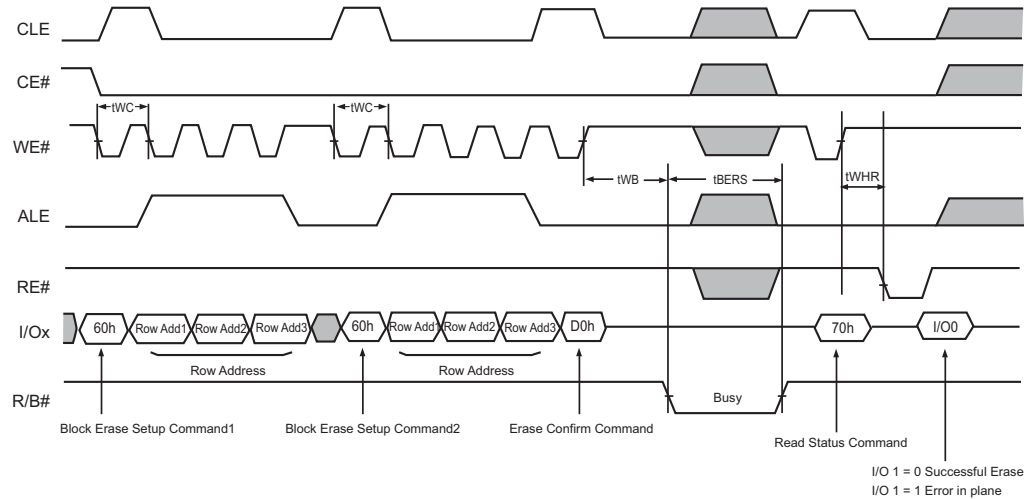 CLE
CE#
tWC
tWC
WE#
tWB
tBERS
tWHR
ALE
RE#
I/Ox
60h
Row Add1
Row Add2
Row Add3
60h
Row Add1
Row Add2
Row Add3
D0h
70h
I/O0
Row Address
Row Address
R/B#
Busy
Block Erase Setup Command1
Block Erase Setup Command2
Erase Confirm Command
Read Status Command
I/O 1 = 0 Successful Erase
I/O 1 = 1 Error in plane